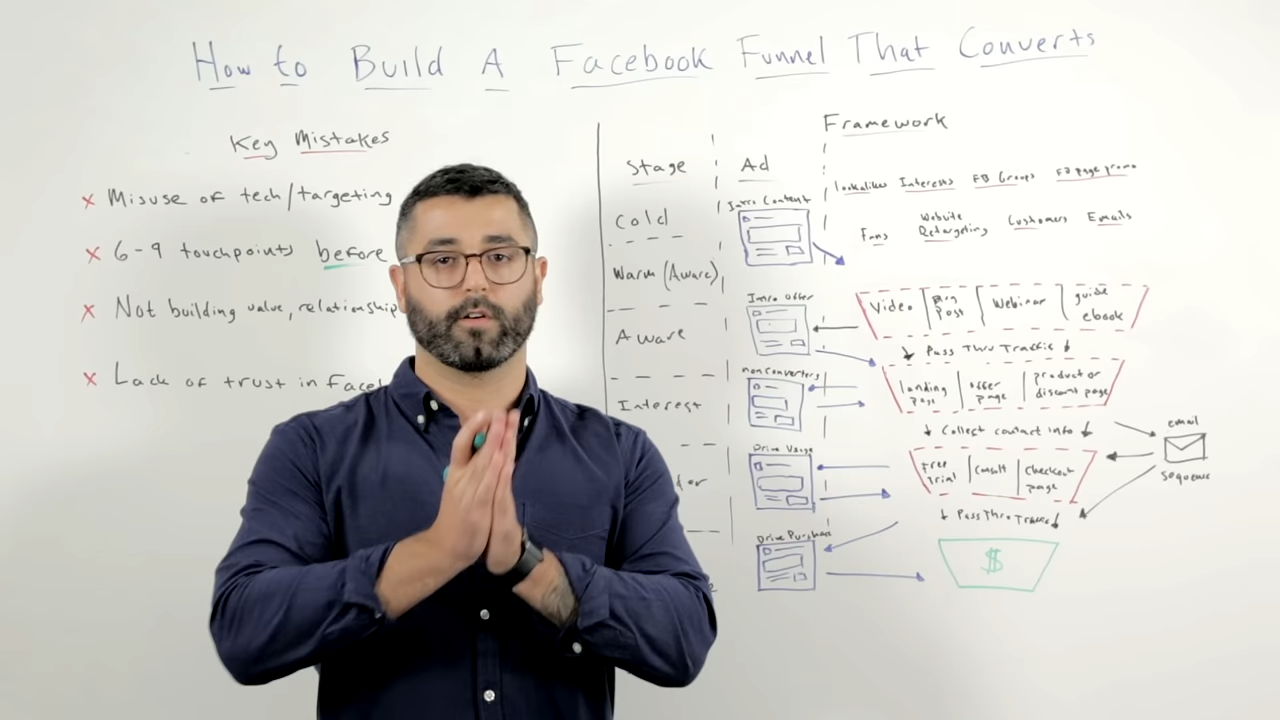 How to Build A Facebook Funnel That Converts
Key Mistakes
x Misuse of tech/targeting
x 6-9 touchpoints before
x Not building value, relationship
x Lack of trust in Faceb
Stage
Cold
Warm (Aware)
Aware
Interest
Ad
Intro Content
Intro Offer
nonConverters
Drive Usage
Drive Purchase
Framework
lookalikes Interests FB Groups FB page promo
Fans Website Retargeting Customers Emails
Video Blog Post Webinar guide ebook
Pass Thru Traffic
landing page offer page product or discount page
Collect contact info
Free Trial Consult Checkout page
Pass Thru Traffic
$
email
sequence